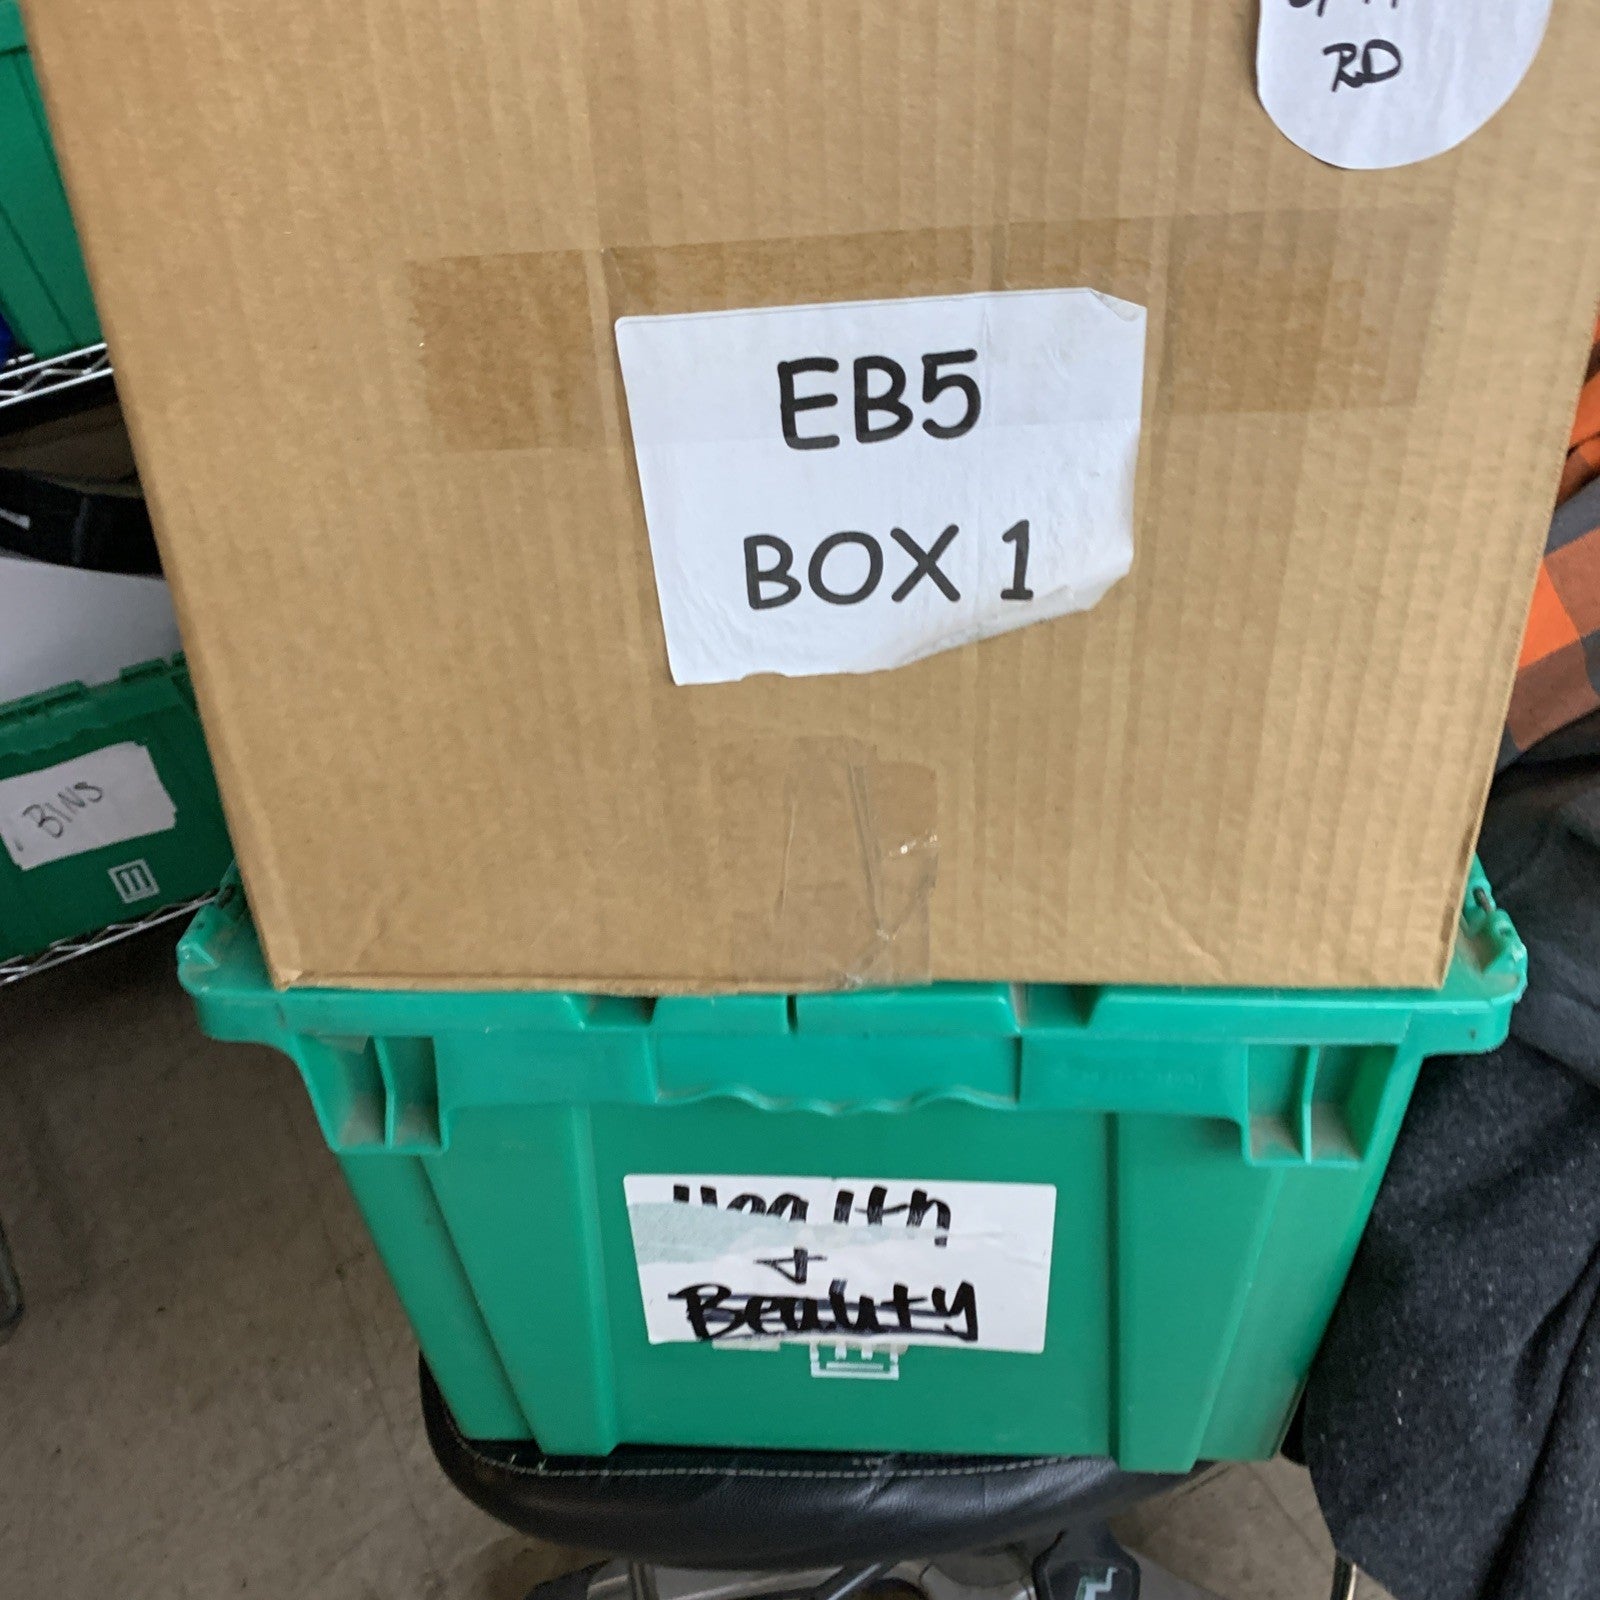 RD
EB5
BOX 1
BINS
Health
+
Beauty